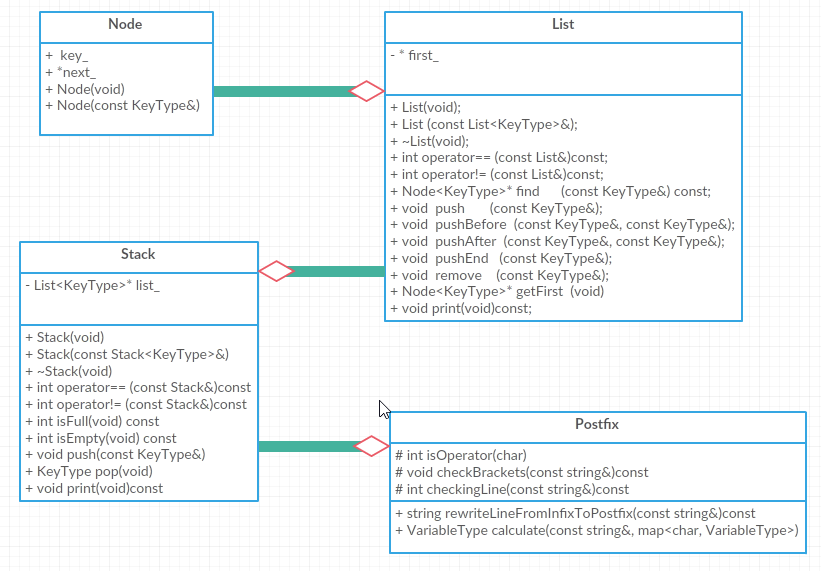 Node
+ key_
+ *next_
+ Node(void)
+ Node(const KeyType&)
List
- * first_
+ List(void);
+ List (const List<KeyType>&);
+ ~List(void);
+ int operator== (const List&)const;
+ int operator!= (const List&)const;
+ Node<KeyType>* find (const KeyType&) const;
+ void push (const KeyType&);
+ void pushBefore (const KeyType&, const KeyType&);
+ void pushAfter (const KeyType&, const KeyType&);
+ void pushEnd (const KeyType&);
+ void remove (const KeyType&);
+ Node<KeyType>* getFirst (void)
+ void print(void)const;
Stack
- List<KeyType>* list_
+ Stack(void)
+ Stack(const Stack<KeyType>&)
+ ~Stack(void)
+ int operator== (const Stack&)const
+ int operator!= (const Stack&)const
+ int isFull(void) const
+ int isEmpty(void) const
+ void push(const KeyType&)
+ KeyType pop(void)
+ void print(void)const
Postfix
# int isOperator(char)
# void checkBrackets(const string&)const
# int checkingLine(const string&)const
+ string rewriteLineFromInfixToPostfix(const string&)const
+ VariableType calculate(const string&, map<char, VariableType>)